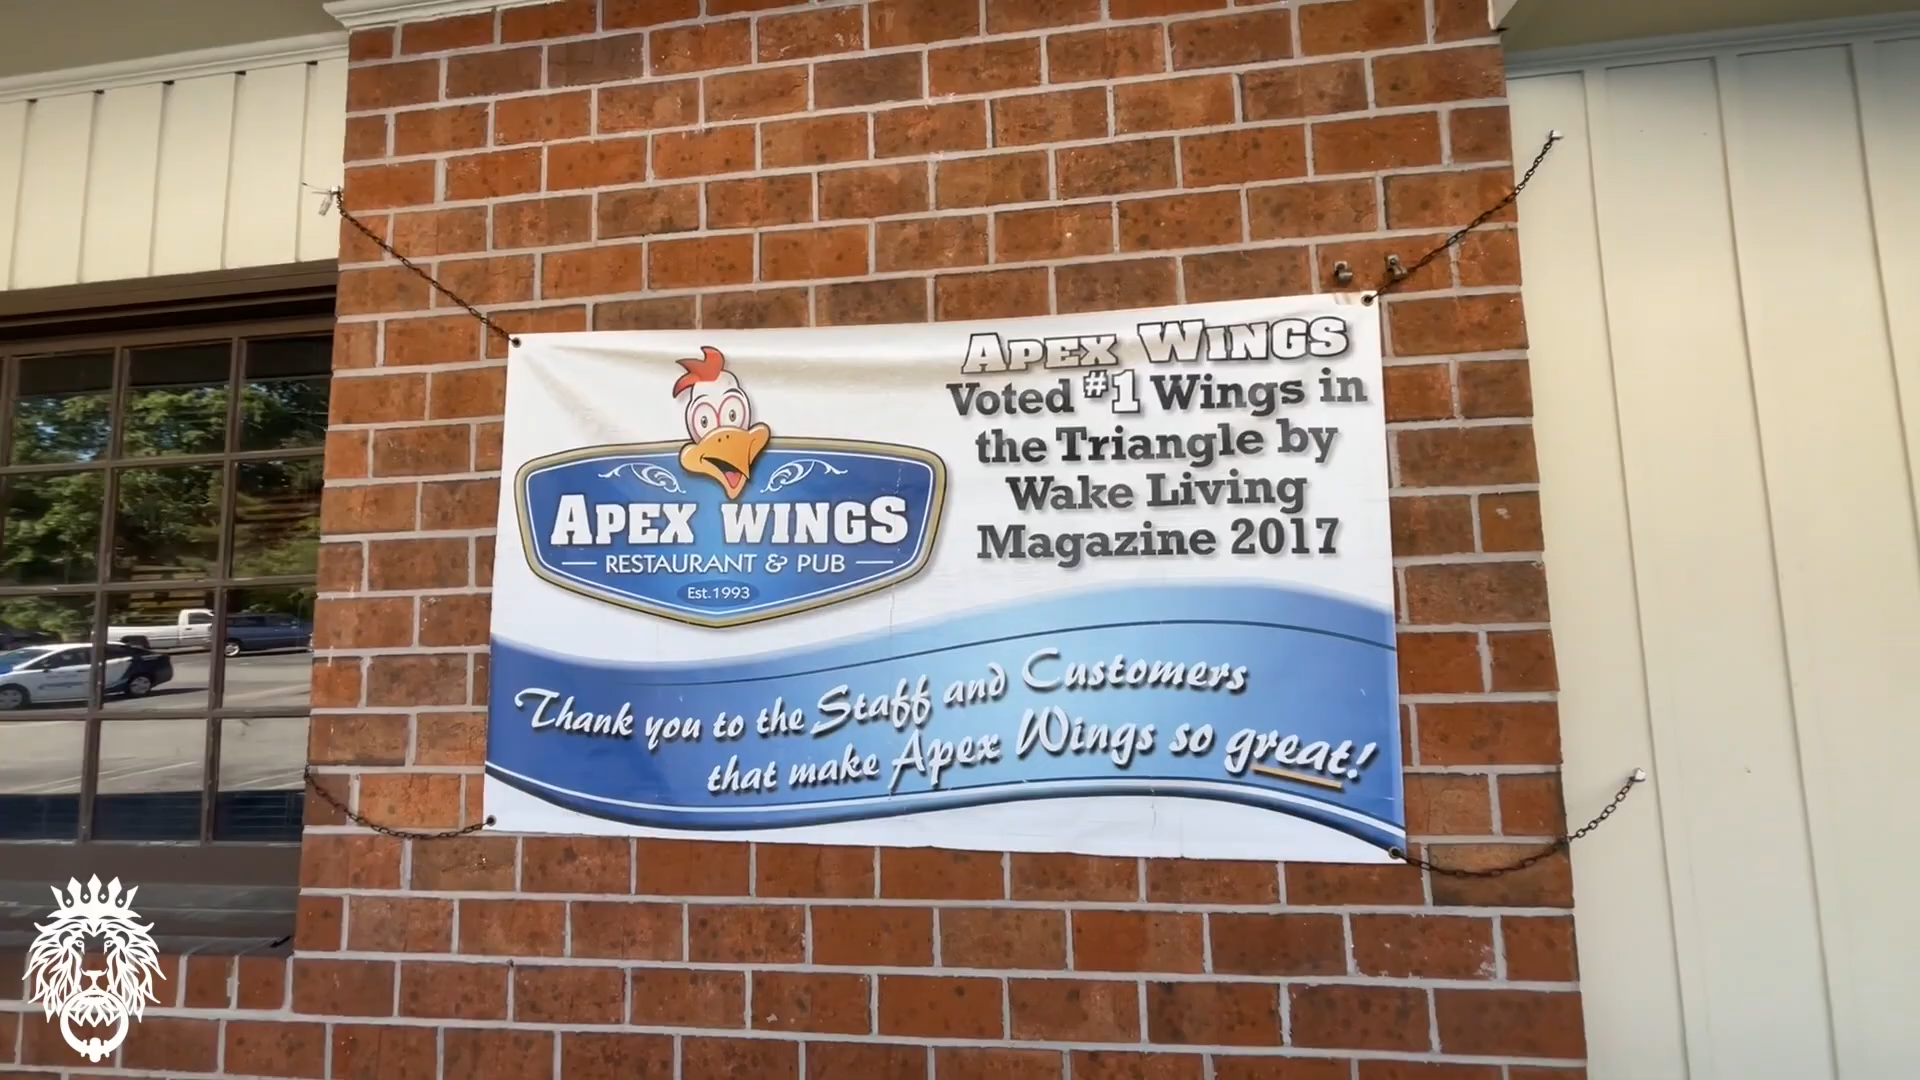 APEX WINGS
RESTAURANT & PUB
Est. 1993
APEX WINGS
Voted #1 Wings in
the Triangle by
Wake Living
Magazine 2017
Thank you to the Staff and Customers
that make Apex Wings so great!